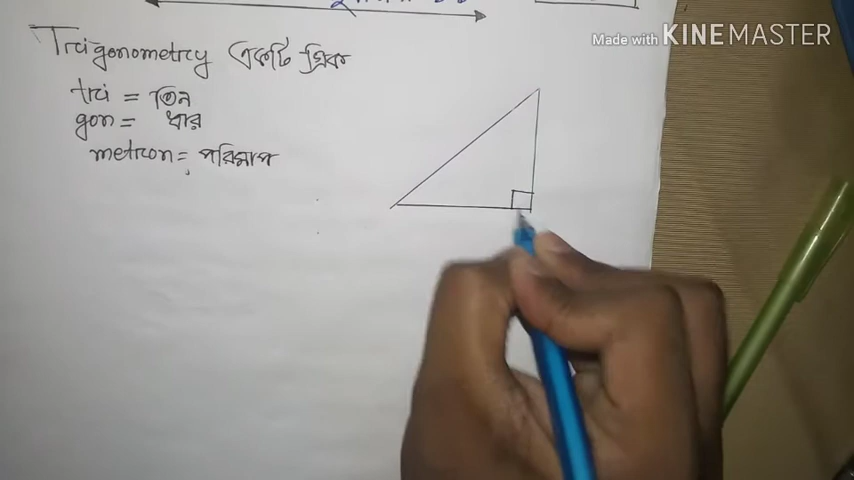 Made with KINEMASTER
Trigonometry একটি গ্রিক
tri = তিন
gon = ধার
metron = পরিমাপ